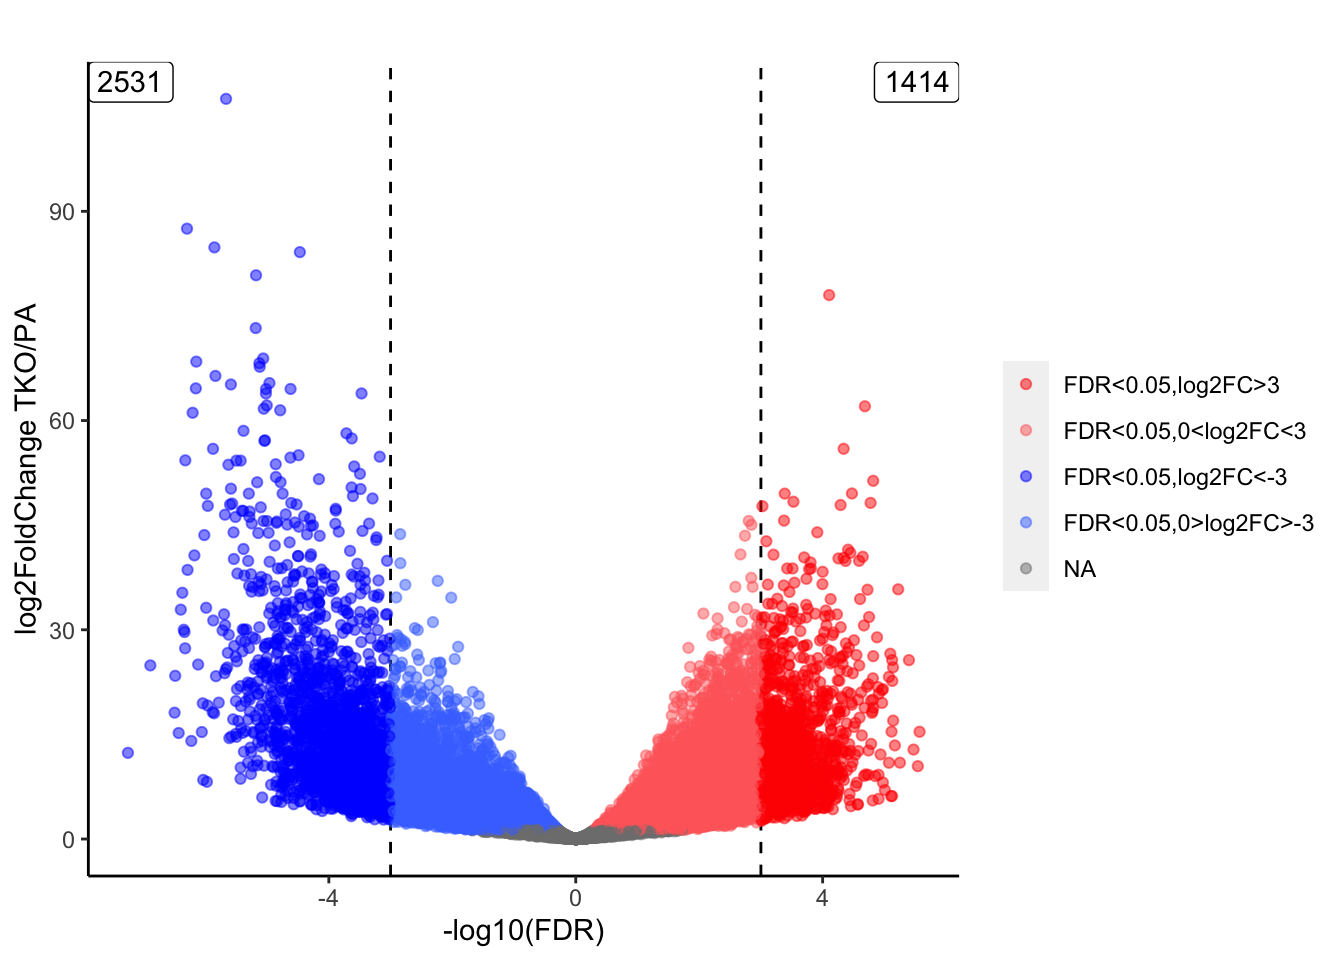 2531
1414
log2FoldChange TKO/PA
90
60
30
0
-4
0
4
-log10(FDR)
FDR<0.05,log2FC>3
FDR<0.05,0<log2FC<3
FDR<0.05,log2FC<-3
FDR<0.05,0>log2FC>-3
NA